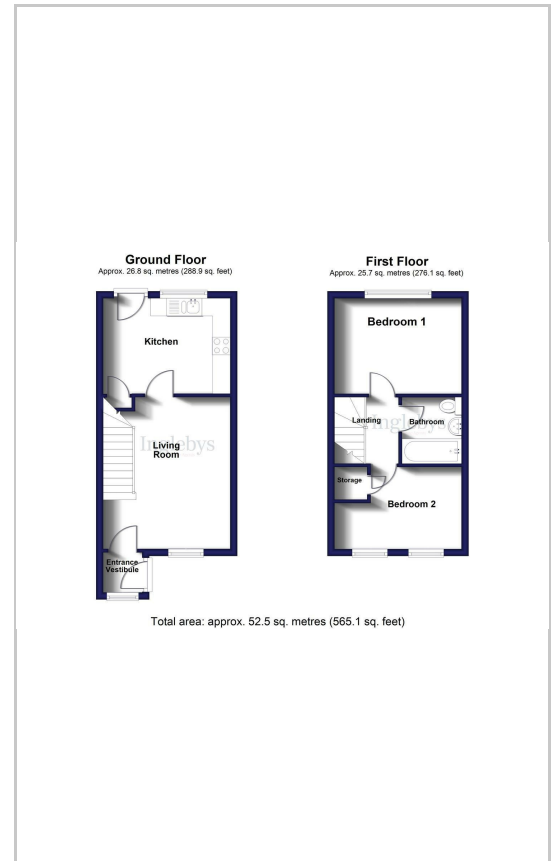 Ground Floor
Approx. 26.8 sq. metres (288.9 sq. feet)
Kitchen
Inglebys
Living
Room
Entrance
Vestibule
First Floor
Approx. 25.7 sq. metres (276.1 sq. feet)
Bedroom 1
Inglebys
Landing
Bathroom
Storage
Bedroom 2
Total area: approx. 52.5 sq. metres (565.1 sq. feet)